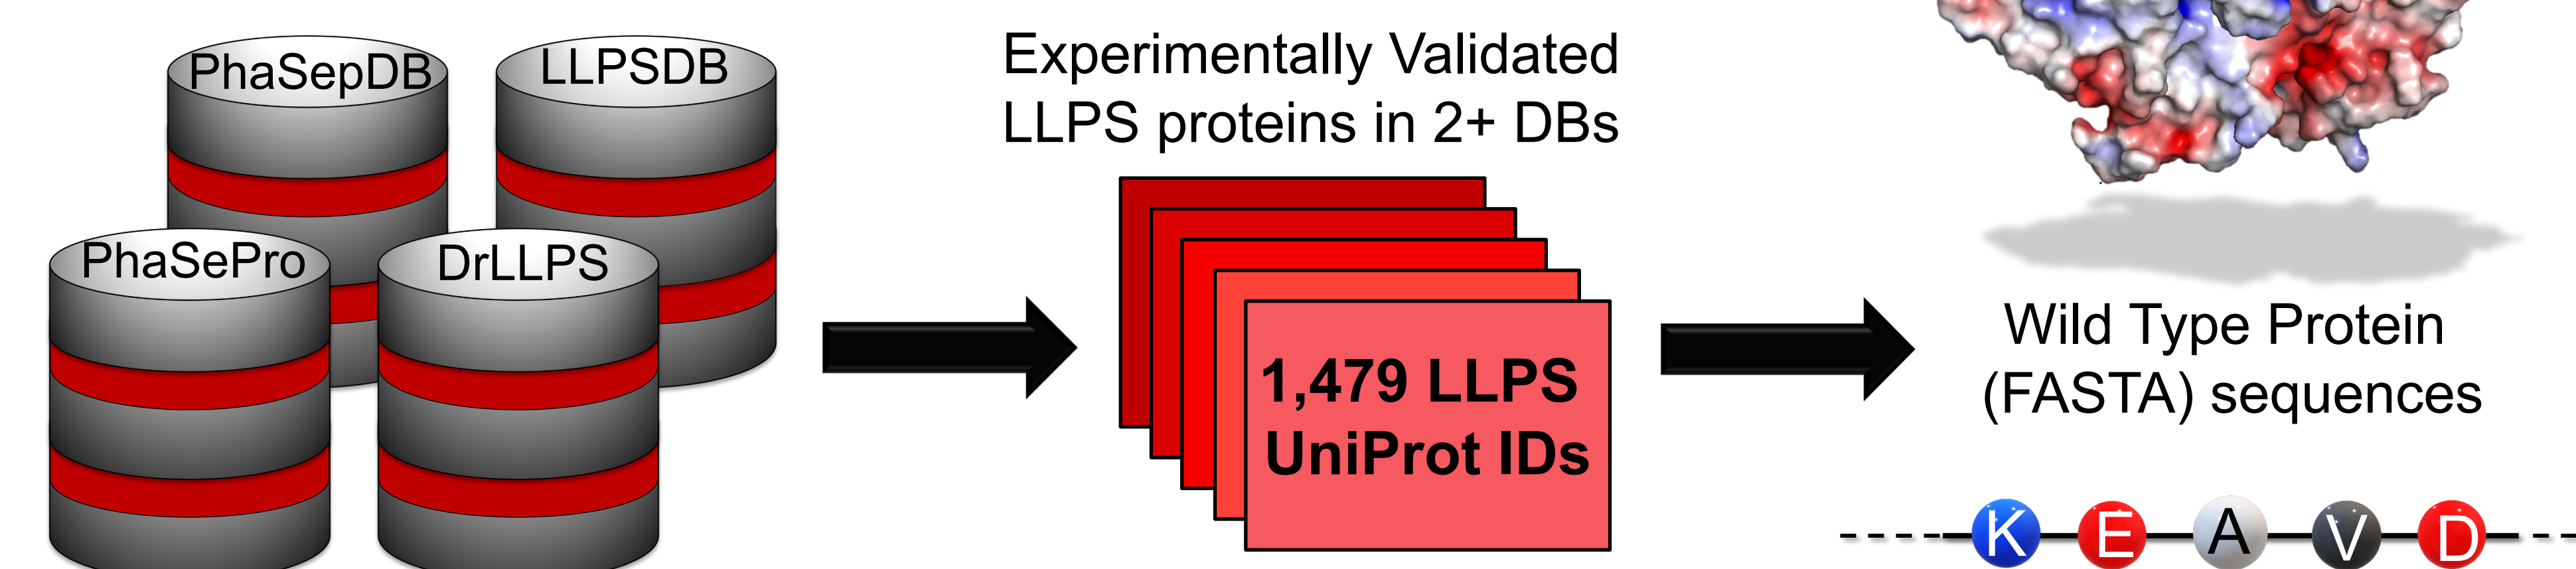 PhaSepDB
LLPSDB
PhaSePro
DrLLPS
Experimentally Validated
LLPS proteins in 2+ DBs
1,479 LLPS
UniProt IDs
Wild Type Protein
(FASTA) sequences
K E A V D